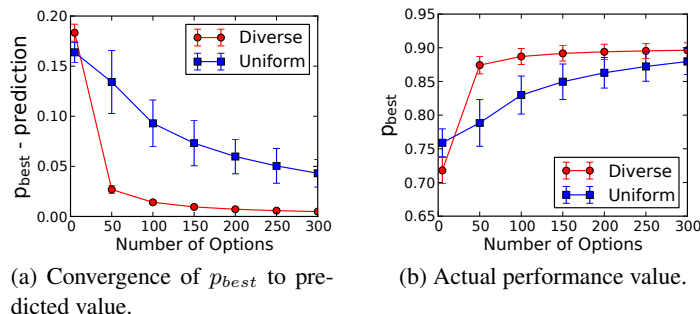 0.20
0.15
0.10
0.05
0.00
0 50 100 150 200 250 300
p_best - prediction
Number of Options
Diverse
Uniform
(a) Convergence of p_best to pre-
dicted value.
0.95
0.90
0.85
0.80
0.75
0.70
0.65
0 50 100 150 200 250 300
p_best
Number of Options
Diverse
Uniform
(b) Actual performance value.